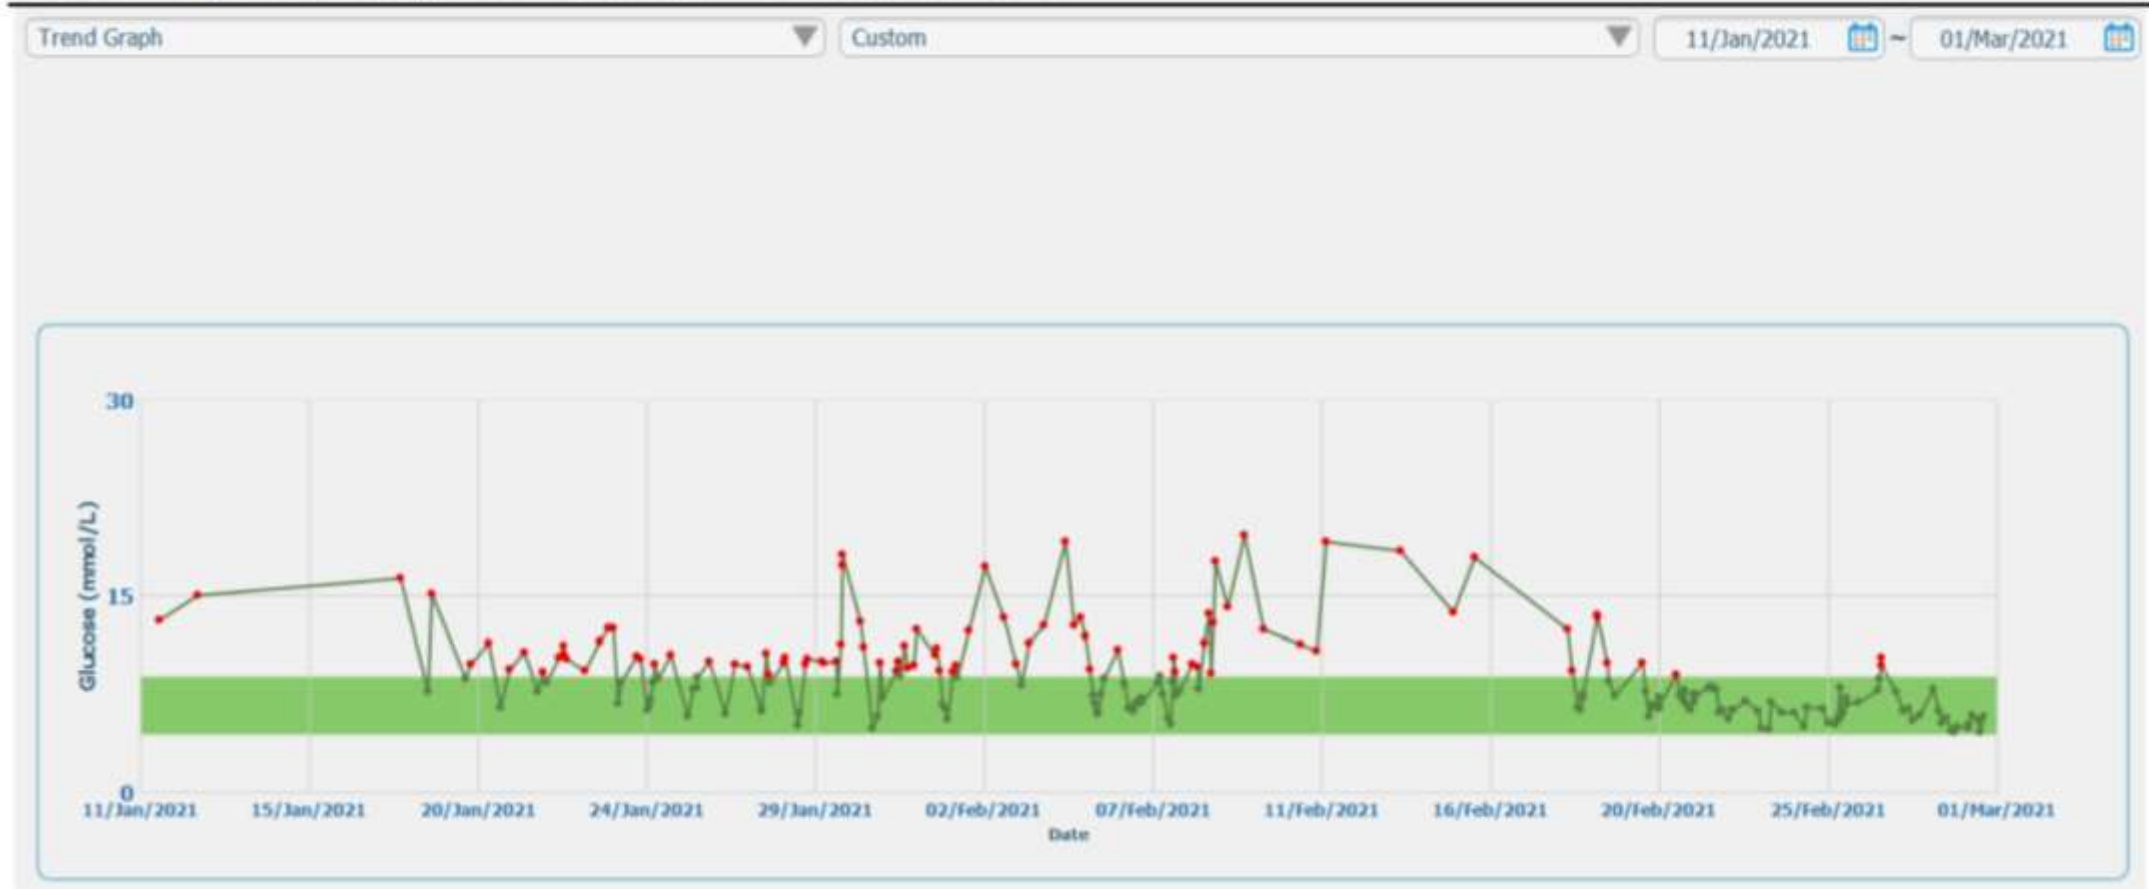 Trend Graph Custom 11/Jan/2021 ~ 01/Mar/2021
30
15
0
Glucose (mmol/L)
11/Jan/2021 15/Jan/2021 20/Jan/2021 24/Jan/2021 29/Jan/2021 02/Feb/2021 07/Feb/2021 11/Feb/2021 16/Feb/2021 20/Feb/2021 25/Feb/2021 01/Mar/2021
Date